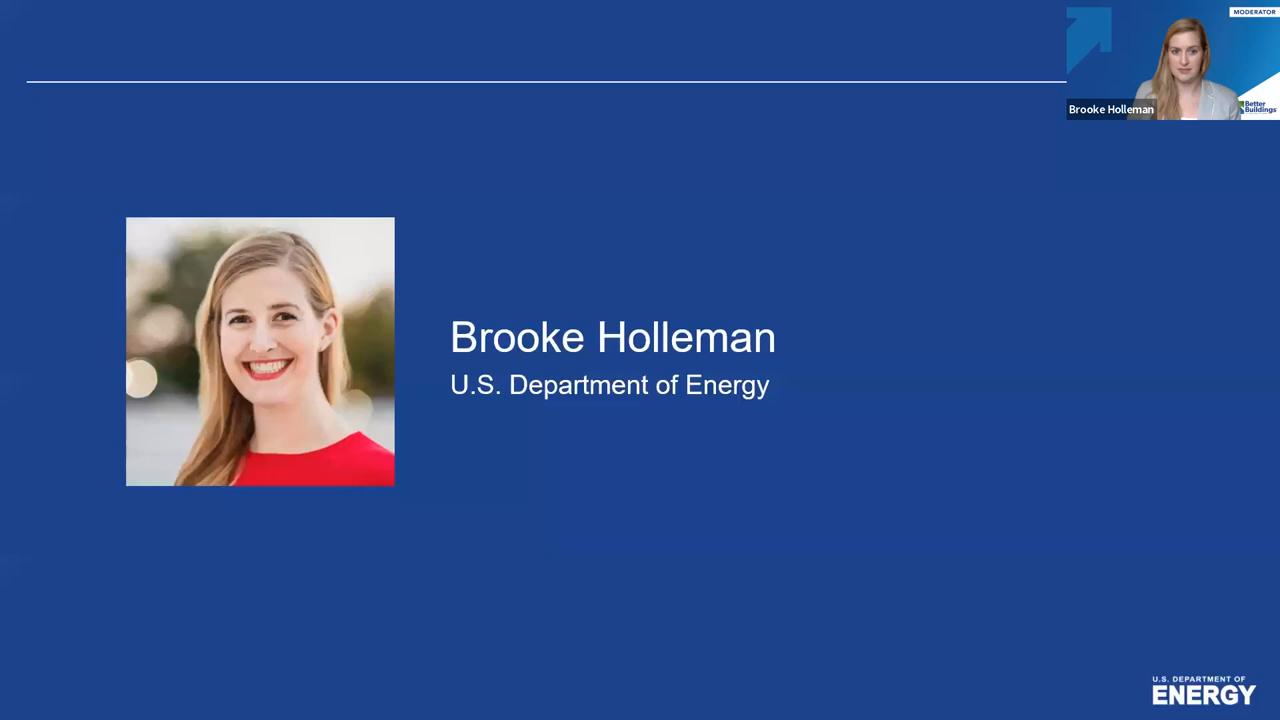 MODERATOR
Brooke Holleman
Better
Buildings
Brooke Holleman
U.S. Department of Energy
U.S. DEPARTMENT OF
ENERGY